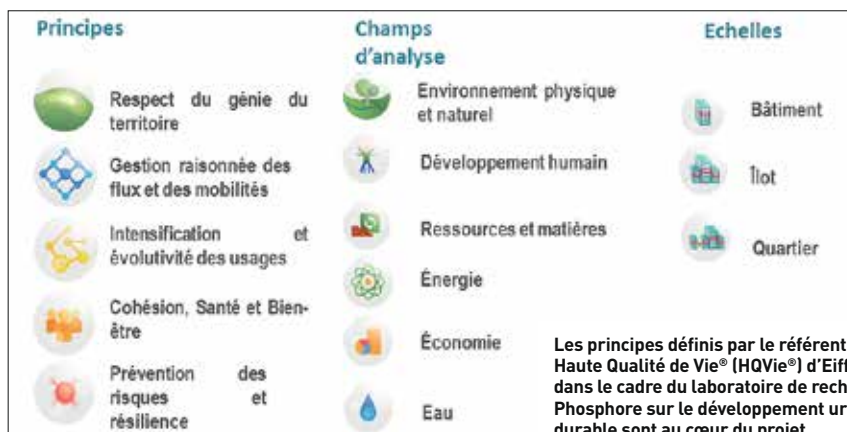 Principes
Respect du génie du
territoire
Gestion raisonnée des
flux et des mobilités
Intensification et
évolutivité des usages
Cohésion, Santé et Bien-
être
Prévention des
risques et
résilience
Champs
d'analyse
Environnement physique
et naturel
Développement humain
Ressources et matières
Énergie
Économie
Eau
Echelles
Bâtiment
Îlot
Quartier
Les principes définis par le
Haute Qualité de Vie® (HQVie®)
dans le cadre du laboratoire de
Phosphore sur le développement
durable sont au cœur du projet